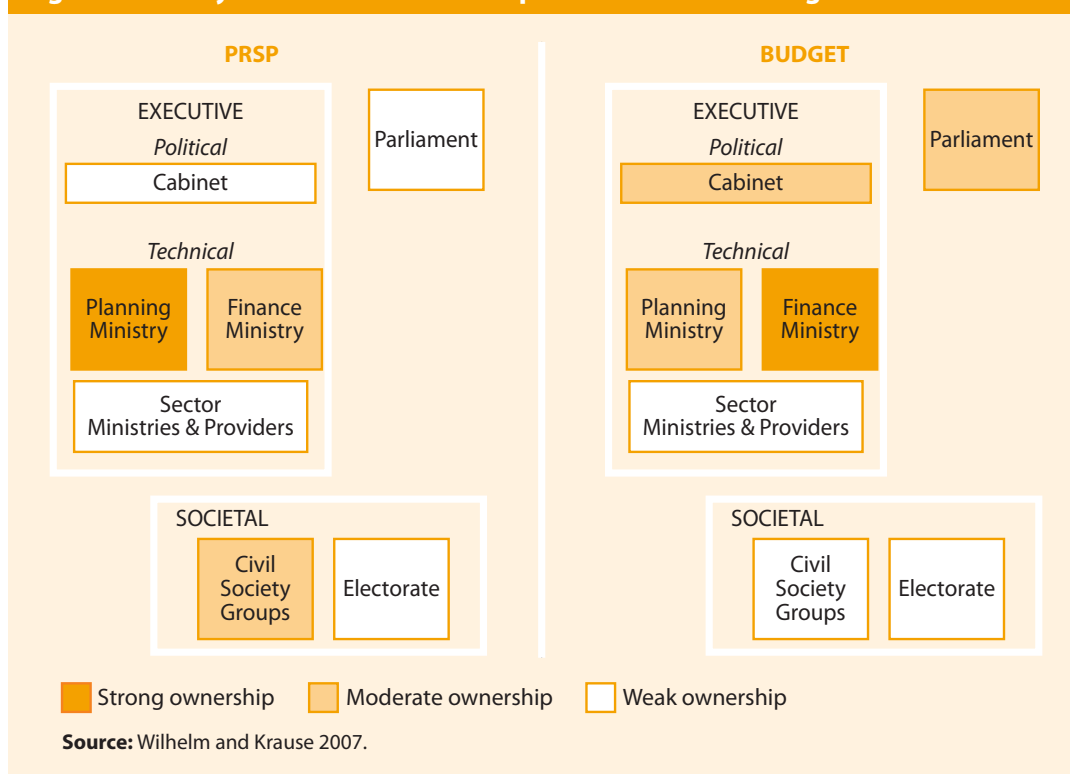 PRSP
EXECUTIVE
Political
Cabinet
Parliament
Technical
Planning
Ministry
Finance
Ministry
Sector
Ministries & Providers
SOCIETAL
Civil
Society
Groups
Electorate
BUDGET
EXECUTIVE
Political
Cabinet
Parliament
Technical
Planning
Ministry
Finance
Ministry
Sector
Ministries & Providers
SOCIETAL
Civil
Society
Groups
Electorate
Strong ownership
Moderate ownership
Weak ownership
Source: Wilhelm and Krause 2007.